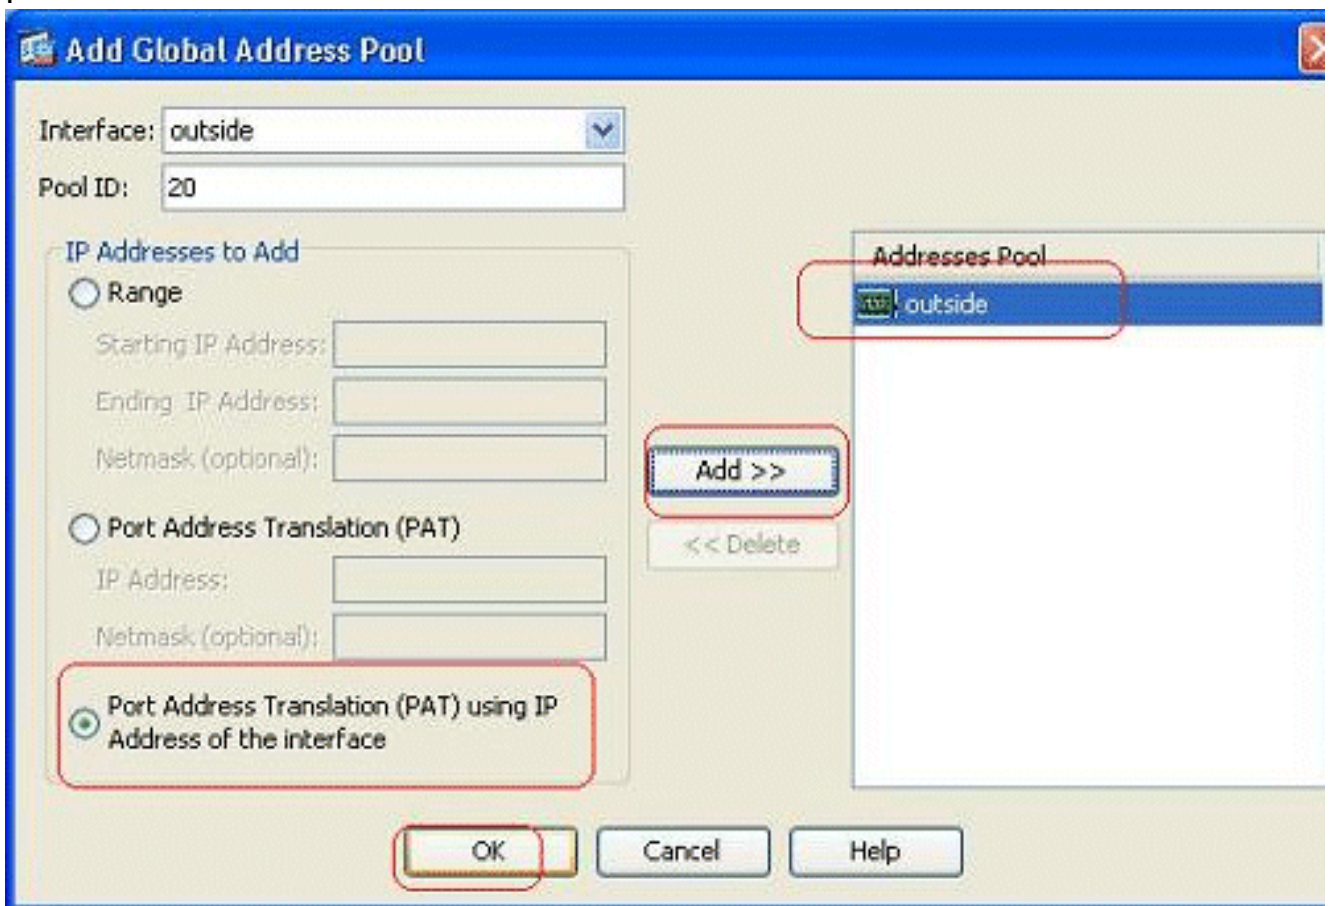 Add Global Address Pool
Interface: outside
Pool ID: 20
IP Addresses to Add
Range
Starting IP Address:
Ending IP Address:
Netmask (optional):
Port Address Translation (PAT)
IP Address:
Netmask (optional):
Port Address Translation (PAT) using IP
Address of the interface
Add >>
<< Delete
Addresses Pool
outside
OK Cancel Help